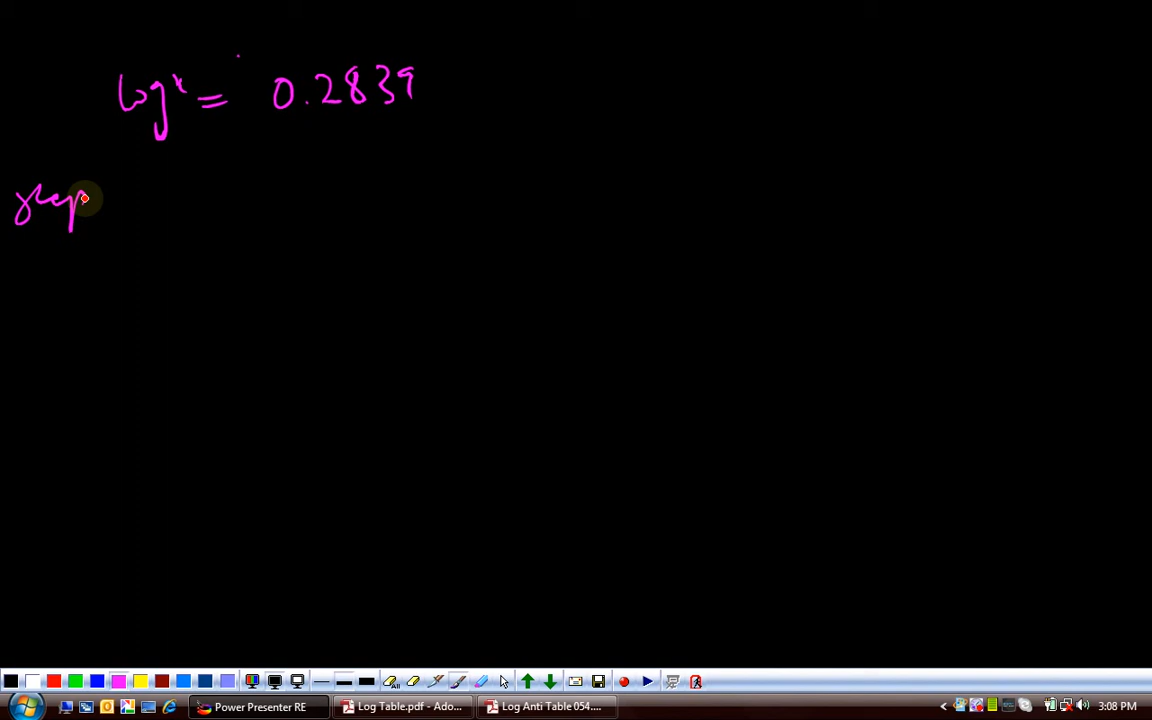 log x = 0.2839
step
Power Presenter RE
Log Table.pdf - Ado...
Log Anti Table 054....
3:08 PM